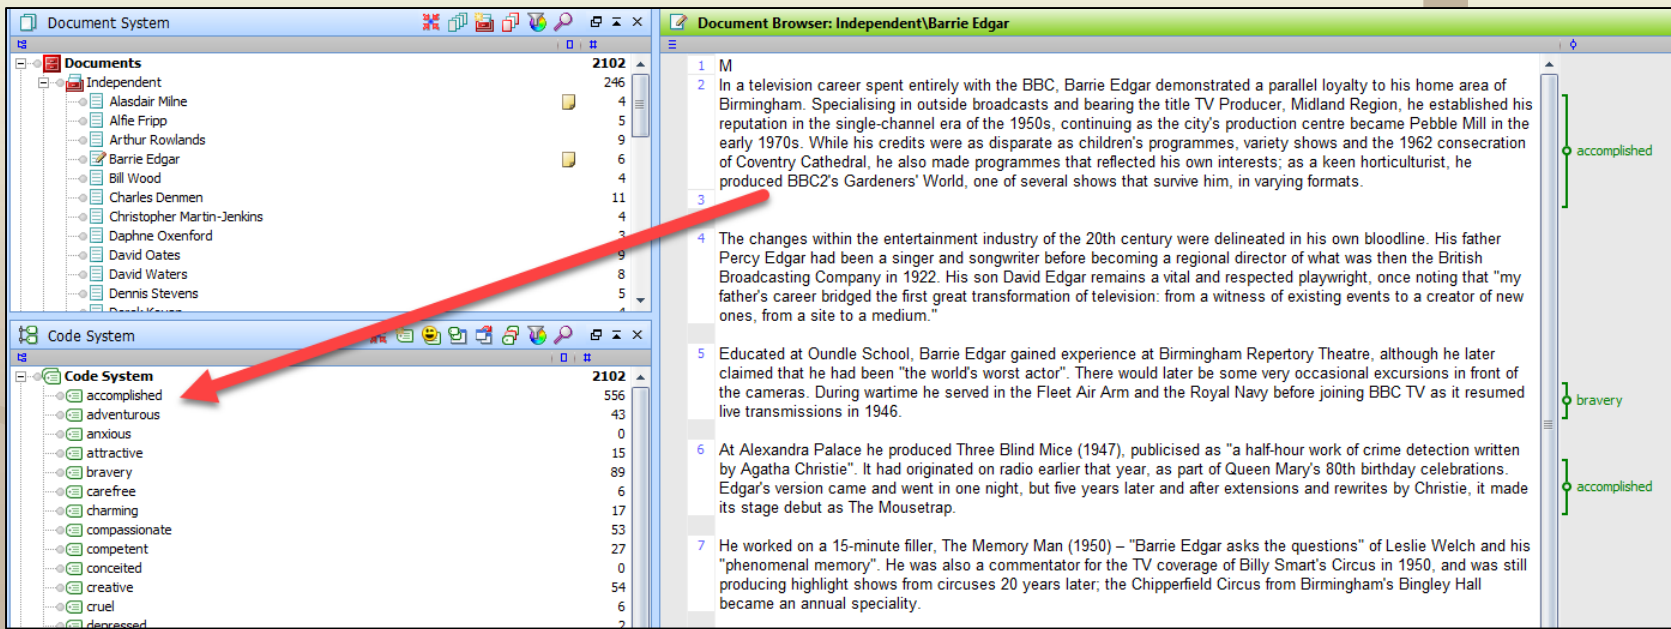 Document System
Documents 2102
Independent 246
Alasdair Milne 4
Alfie Fripp 5
Arthur Rowlands 9
Barrie Edgar 6
Bill Wood 4
Charles Denmen 11
Christopher Martin-Jenkins 4
Daphne Oxenford 3
David Oates 9
David Waters 8
Dennis Stevens 5
Code System
Code System 2102
accomplished 556
adventurous 43
anxious 0
attractive 15
bravery 89
carefree 6
charming 17
compassionate 53
competent 27
conceited 0
creative 54
cruel 6
depressed 2
Document Browser: Independent\Barrie Edgar
1 M
2 In a television career spent entirely with the BBC, Barrie Edgar demonstrated a parallel loyalty to his home area of
Birmingham. Specialising in outside broadcasts and bearing the title TV Producer, Midland Region, he established his
reputation in the single-channel era of the 1950s, continuing as the city's production centre became Pebble Mill in the
early 1970s. While his credits were as disparate as children's programmes, variety shows and the 1962 consecration
of Coventry Cathedral, he also made programmes that reflected his own interests; as a keen horticulturist, he
produced BBC2's Gardeners' World, one of several shows that survive him, in varying formats.
3
4 The changes within the entertainment industry of the 20th century were delineated in his own bloodline. His father
Percy Edgar had been a singer and songwriter before becoming a regional director of what was then the British
Broadcasting Company in 1922. His son David Edgar remains a vital and respected playwright, once noting that "my
father's career bridged the first great transformation of television: from a witness of existing events to a creator of new
ones, from a site to a medium."
5 Educated at Oundle School, Barrie Edgar gained experience at Birmingham Repertory Theatre, although he later
claimed that he had been "the world's worst actor". There would later be some very occasional excursions in front of
the cameras. During wartime he served in the Fleet Air Arm and the Royal Navy before joining BBC TV as it resumed
live transmissions in 1946.
6 At Alexandra Palace he produced Three Blind Mice (1947), publicised as "a half-hour work of crime detection written
by Agatha Christie". It had originated on radio earlier that year, as part of Queen Mary's 80th birthday celebrations.
Edgar's version came and went in one night, but five years later and after extensions and rewrites by Christie, it made
its stage debut as The Mousetrap.
7 He worked on a 15-minute filler, The Memory Man (1950) – "Barrie Edgar asks the questions" of Leslie Welch and his
"phenomenal memory". He was also a commentator for the TV coverage of Billy Smart's Circus in 1950, and was still
producing highlight shows from circuses 20 years later; the Chipperfield Circus from Birmingham's Bingley Hall
became an annual speciality.
accomplished
bravery
accomplished